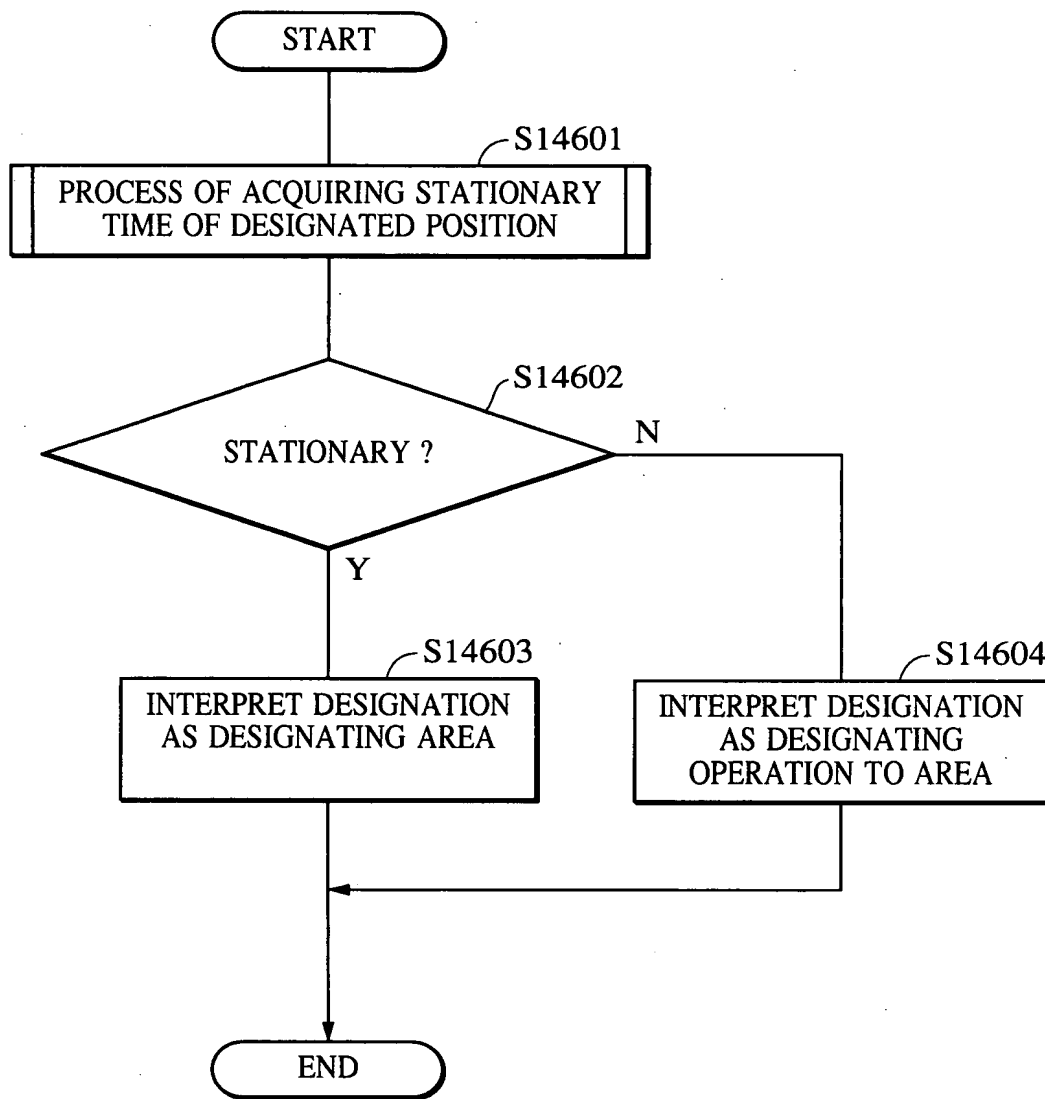 START
S14601
PROCESS OF ACQUIRING STATIONARY
TIME OF DESIGNATED POSITION
S14602
STATIONARY ?
N
Y
S14603
INTERPRET DESIGNATION
AS DESIGNATING AREA
S14604
INTERPRET DESIGNATION
AS DESIGNATING
OPERATION TO AREA
END